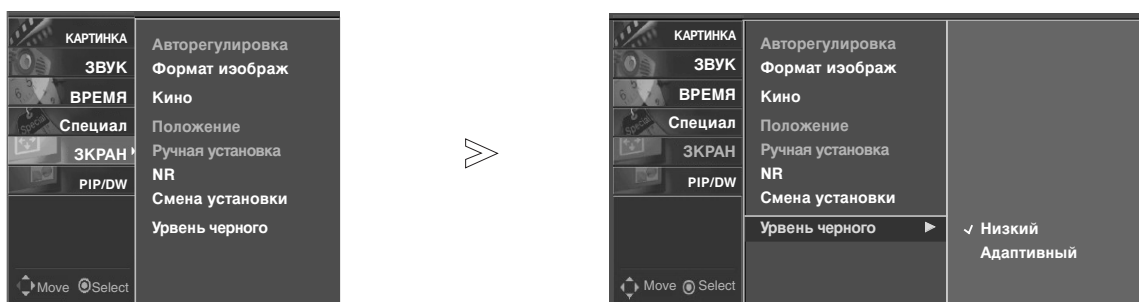 КАРТИНКА
ЗВУК
ВРЕМЯ
Специал
ЗКРАН
PIP/DW
Авторегулировка
Формат иэображ
Кино
Положение
Ручная установка
NR
Смена установки
Урвень черного
Move Select
КАРТИНКА
ЗВУК
ВРЕМЯ
Специал
ЗКРАН
PIP/DW
Авторегулировка
Формат иэображ
Кино
Положение
Ручная установка
NR
Смена установки
Урвень черного
Низкий
Адаптивный
Move Select